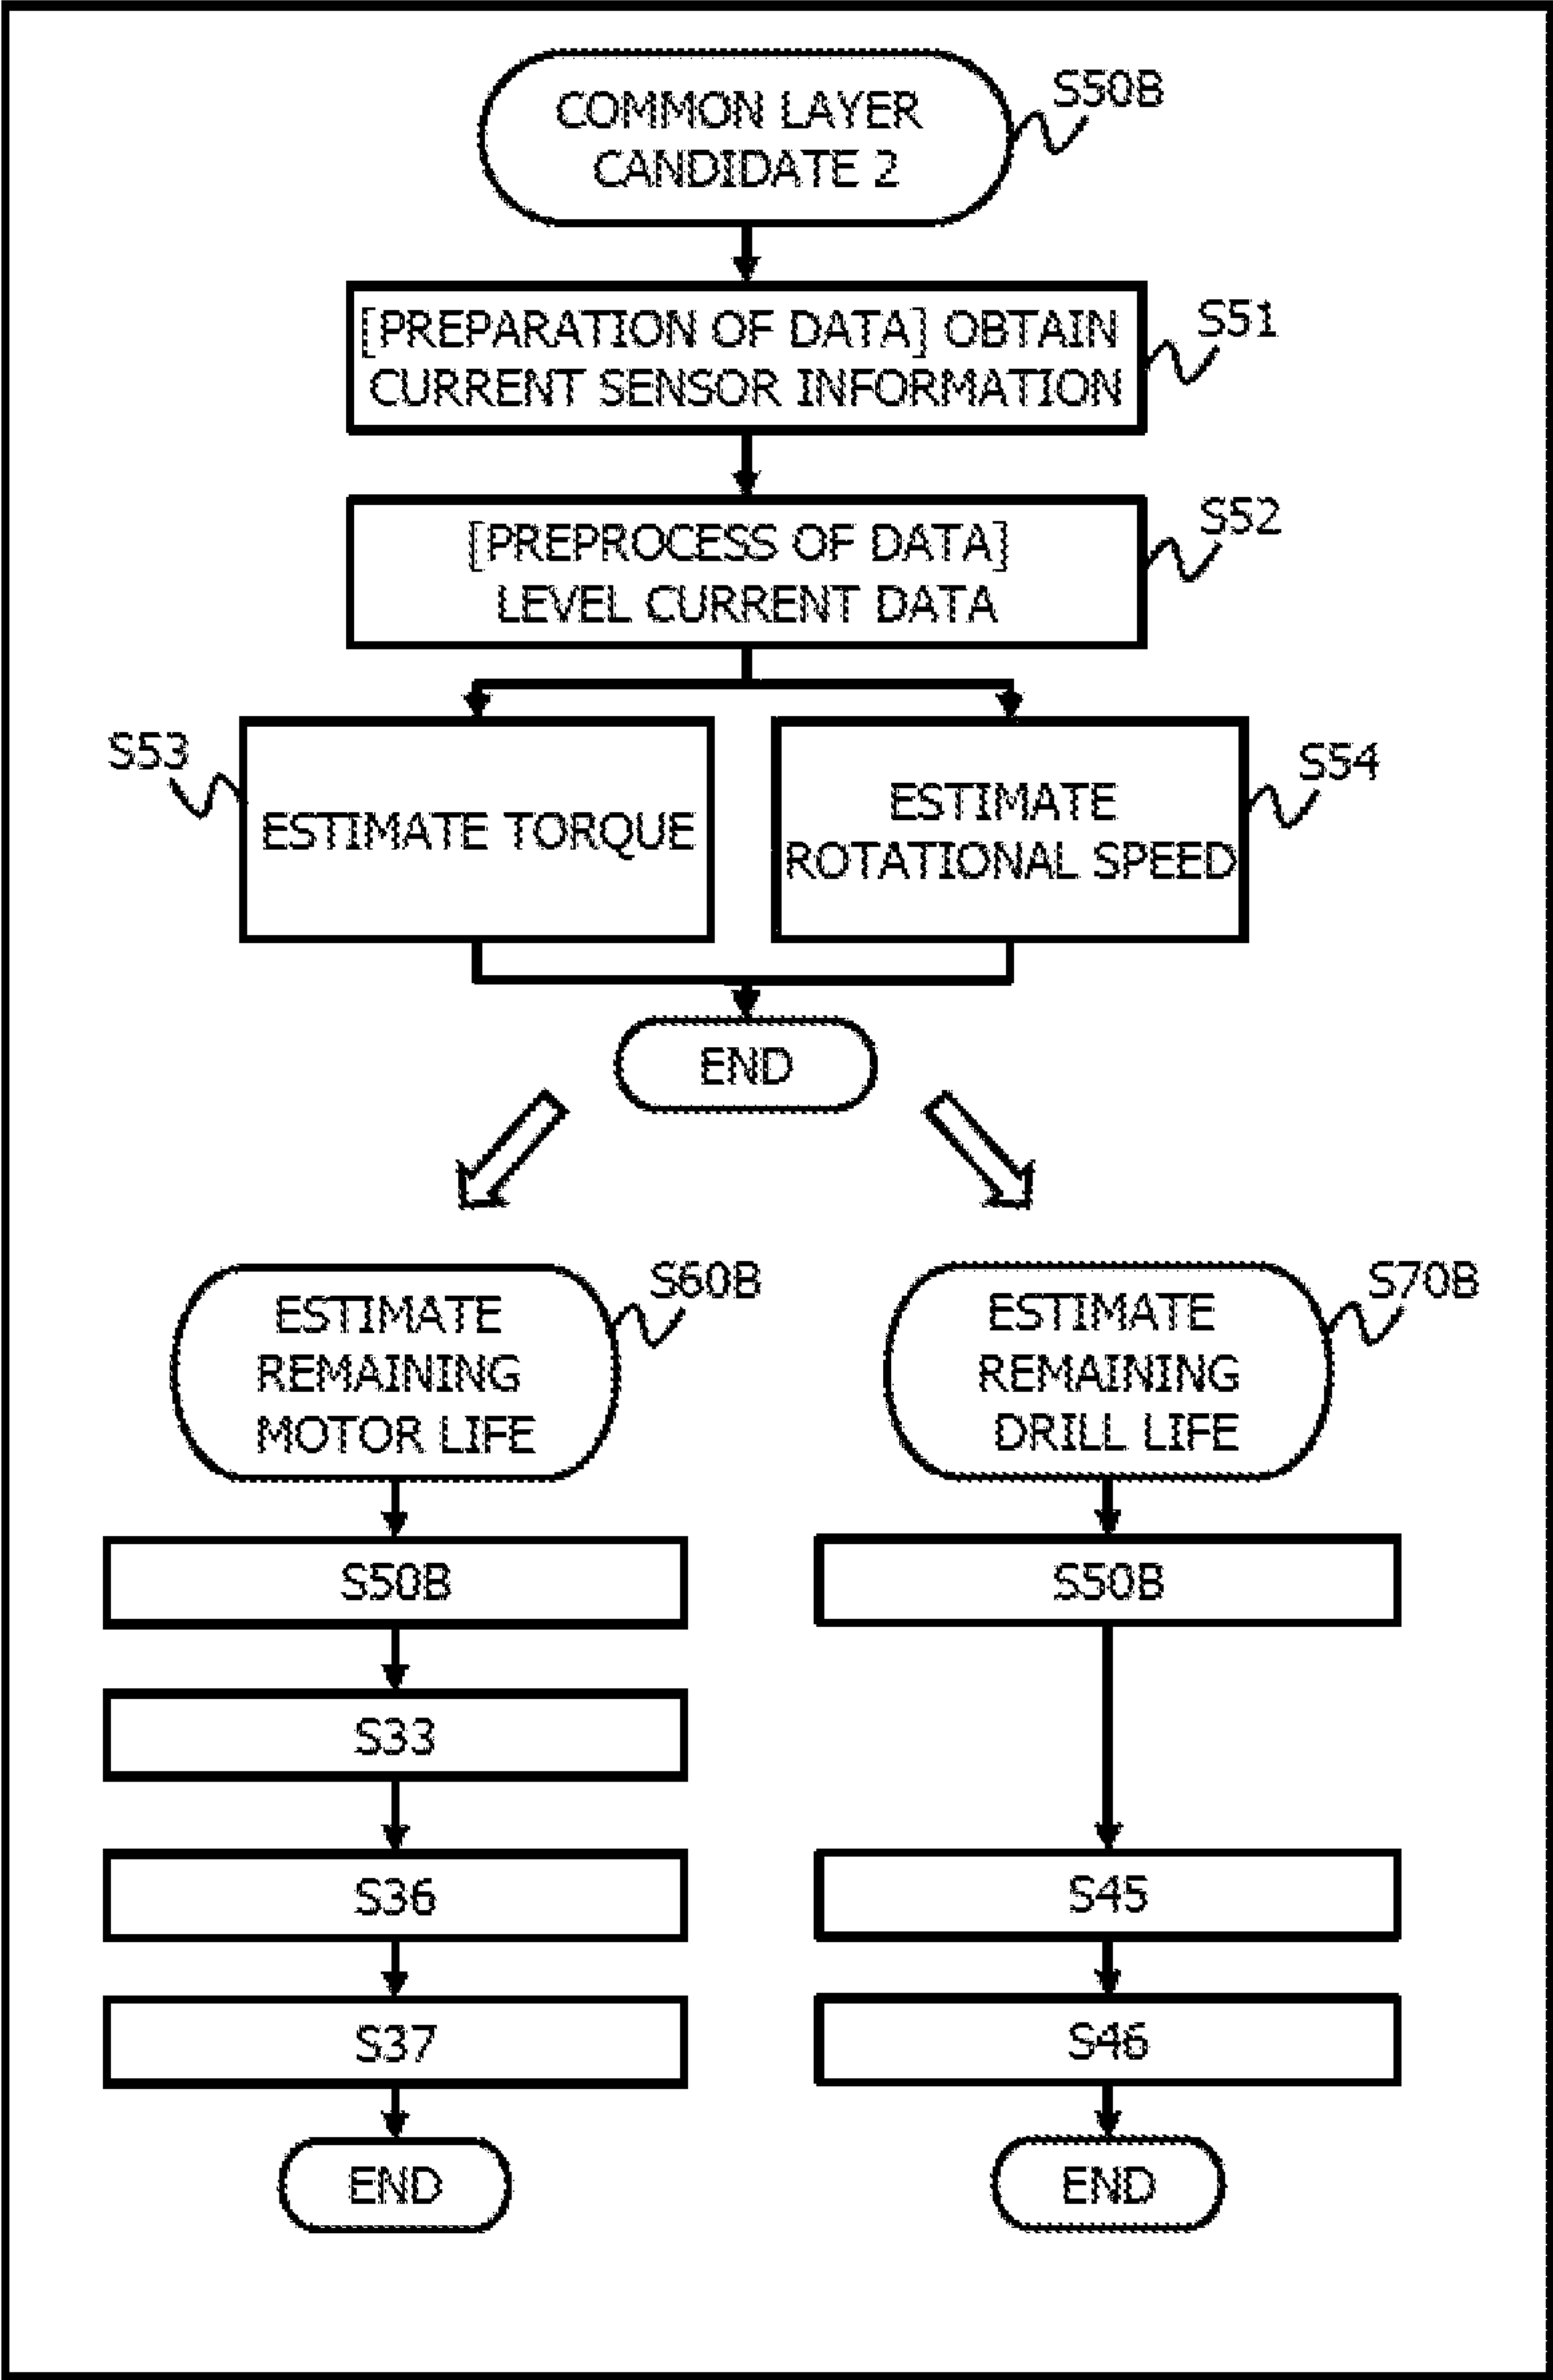 COMMON LAYER
CANDIDATE 2
S50B
[PREPARATION OF DATA] OBTAIN
CURRENT SENSOR INFORMATION
S51
[PREPROCESS OF DATA]
LEVEL CURRENT DATA
S52
S53
ESTIMATE TORQUE
ESTIMATE
ROTATIONAL SPEED
S54
END
ESTIMATE
REMAINING
MOTOR LIFE
S60B
S50B
S33
S36
S37
END
ESTIMATE
REMAINING
DRILL LIFE
S70B
S50B
S45
S46
END